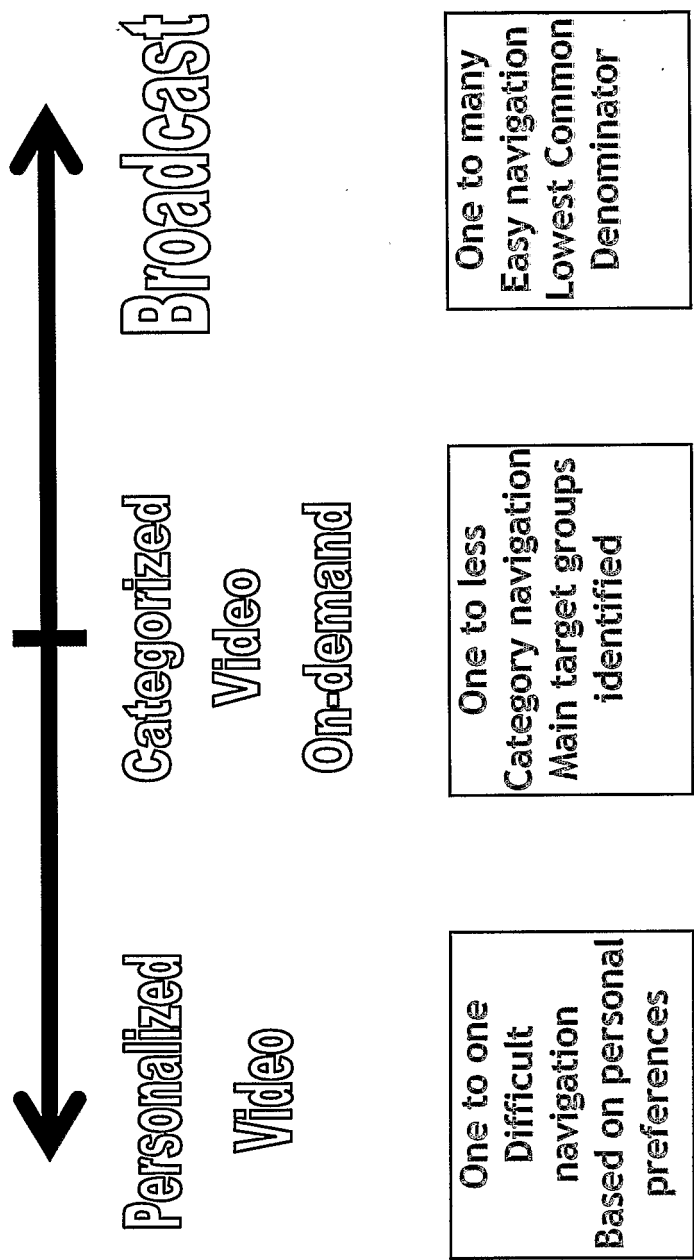 Personalized
Video
Categorized
Video
On-demand
Broadcast
One to one
Difficult
navigation
Based on personal
preferences
One to less
Category navigation
Main target groups
identified
One to many
Easy navigation
Lowest Common
Denominator